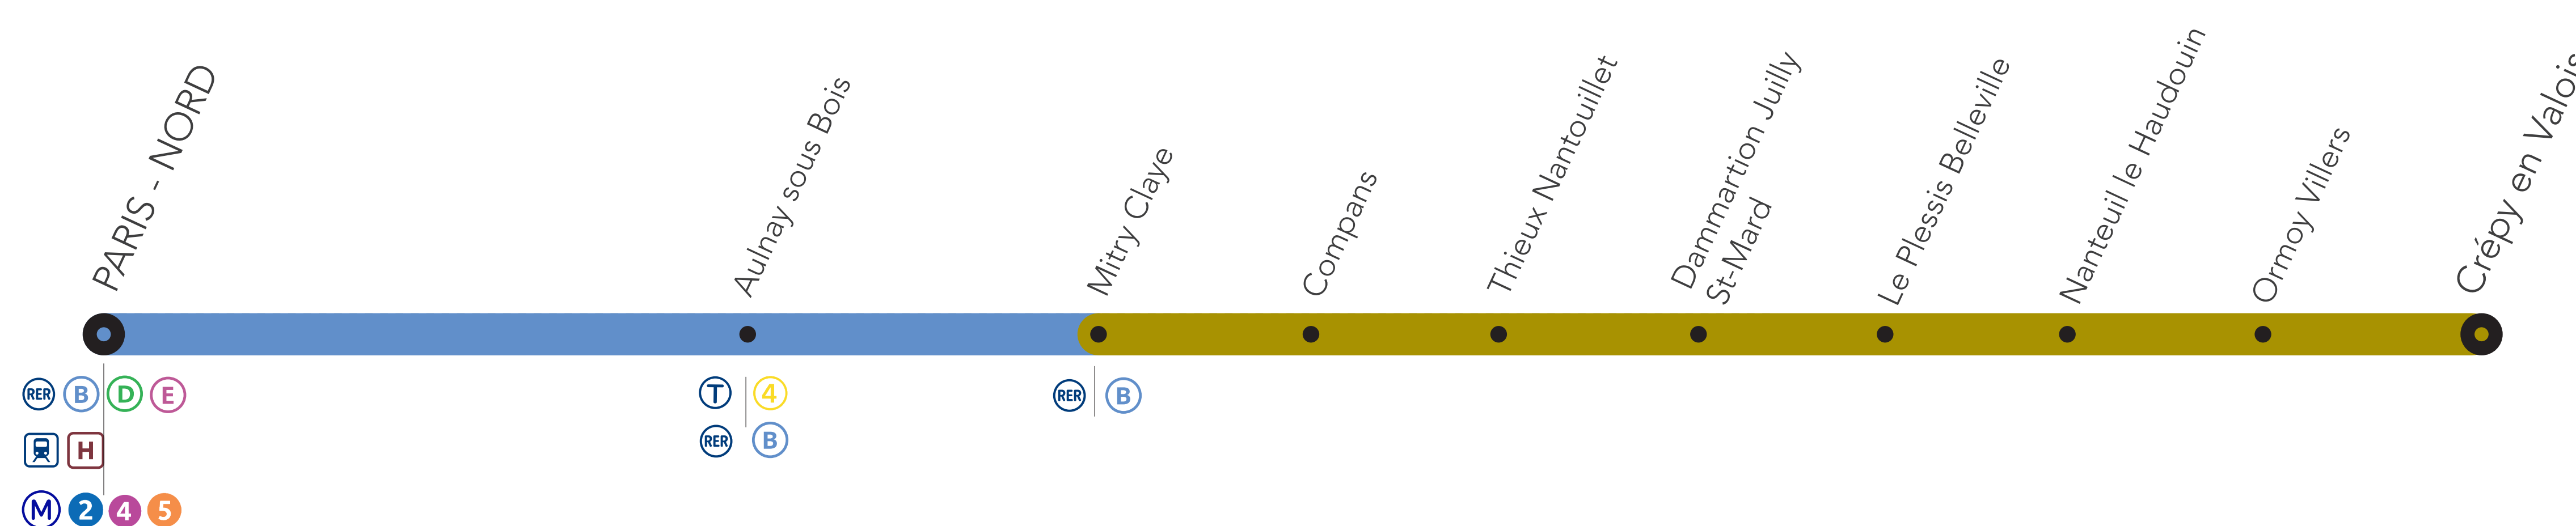 PARIS - NORD
Aulnay sous Bois
Mitry Claye
Compans
Thieux Nantouillet
Dammartion Juilly
St-Mard
Le Plessis Belleville
Nanteuil le Haudouin
Ormoy Villers
Crépy en Valois
RER B D E
H
M 2 4 5
T 4
RER B
RER B